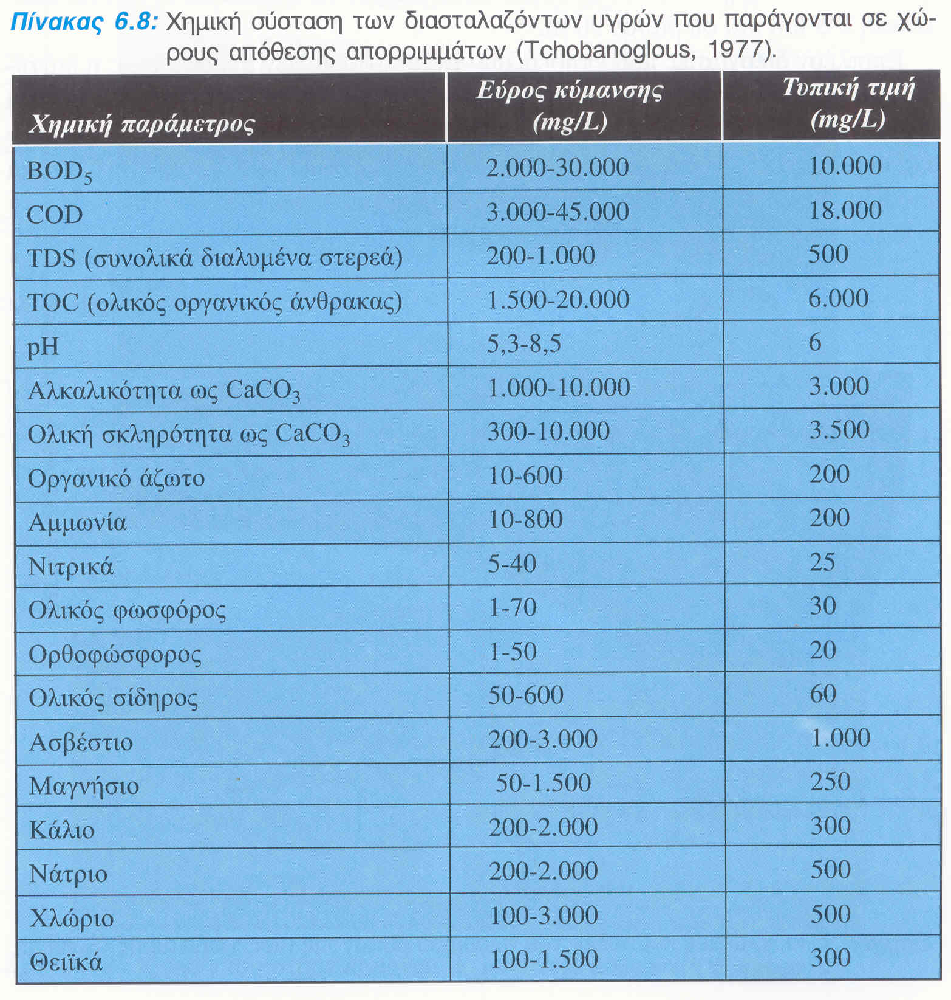 Πίνακας 6.8: Χημική σύσταση των διασταλαζόντων υγρών που παράγονται σε χώ-
ρους απόθεσης απορριμμάτων (Tchobanoglous, 1977).
Χημική παράμετρος Εύρος κύμανσης (mg/L) Τυπική τιμή (mg/L)
BOD₅ 2.000-30.000 10.000
COD 3.000-45.000 18.000
TDS (συνολικά διαλυμένα στερεά) 200-1.000 500
TOC (ολικός οργανικός άνθρακας) 1.500-20.000 6.000
pH 5,3-8,5 6
Αλκαλικότητα ως CaCO₃ 1.000-10.000 3.000
Ολική σκληρότητα ως CaCO₃ 300-10.000 3.500
Οργανικό άζωτο 10-600 200
Αμμωνία 10-800 200
Νιτρικά 5-40 25
Ολικός φωσφόρος 1-70 30
Ορθοφώσφορος 1-50 20
Ολικός σίδηρος 50-600 60
Ασβέστιο 200-3.000 1.000
Μαγνήσιο 50-1.500 250
Κάλιο 200-2.000 300
Νάτριο 200-2.000 500
Χλώριο 100-3.000 500
Θειϊκά 100-1.500 300